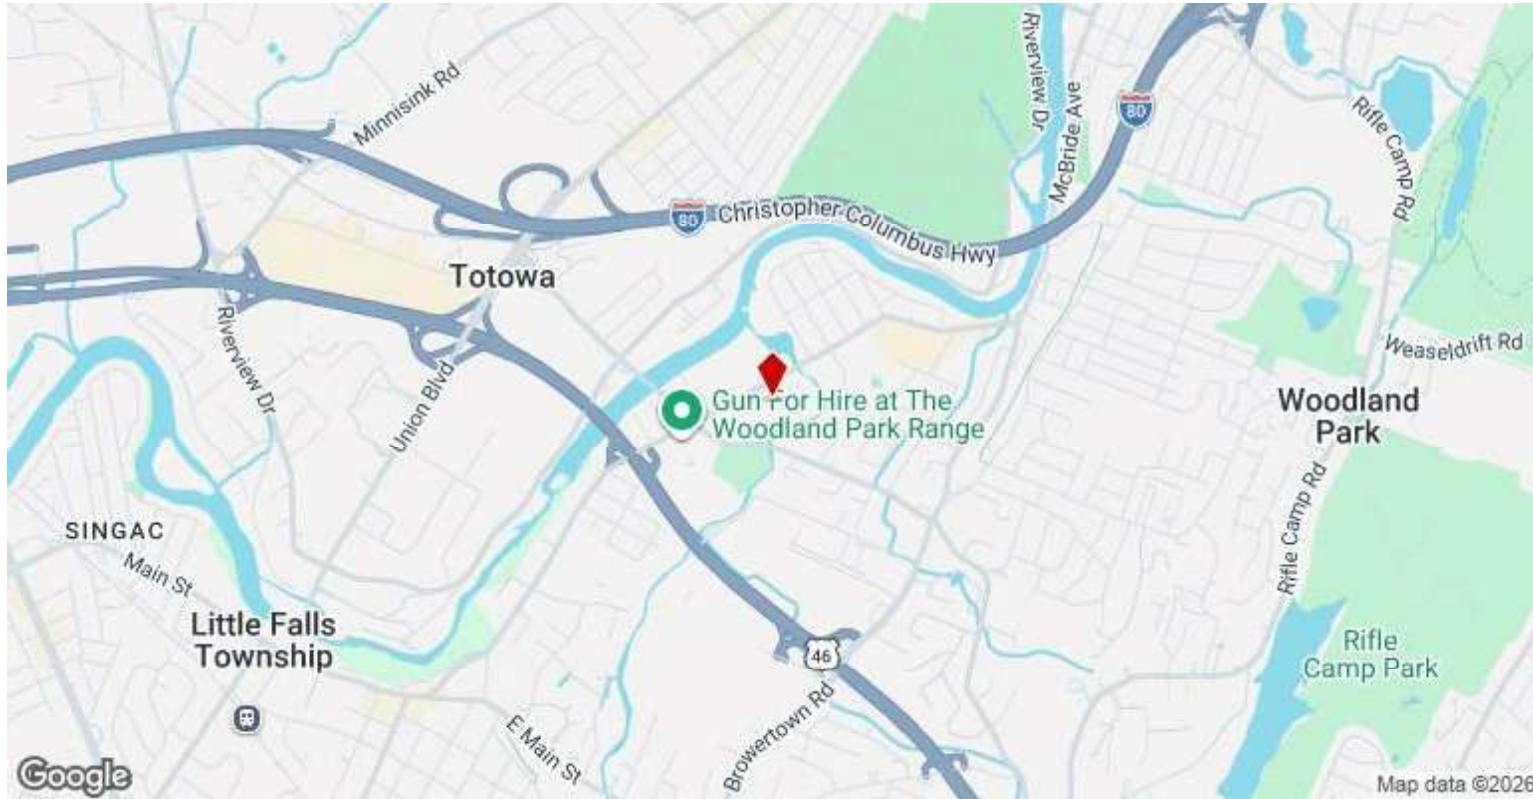 Minnisink Rd
Riverview Dr
McBride Ave
80
Rifle Camp Rd
80
Christopher Columbus Hwy
Totowa
Riverview Dr
Union Blvd
Weaseldrift Rd
Gun For Hire at The
Woodland Park Range
Woodland
Park
SINGAC
Main St
Rifle Camp Rd
Little Falls
Township
46
Rifle
Camp Park
Browertown Rd
E Main St
Google
Map data ©2026